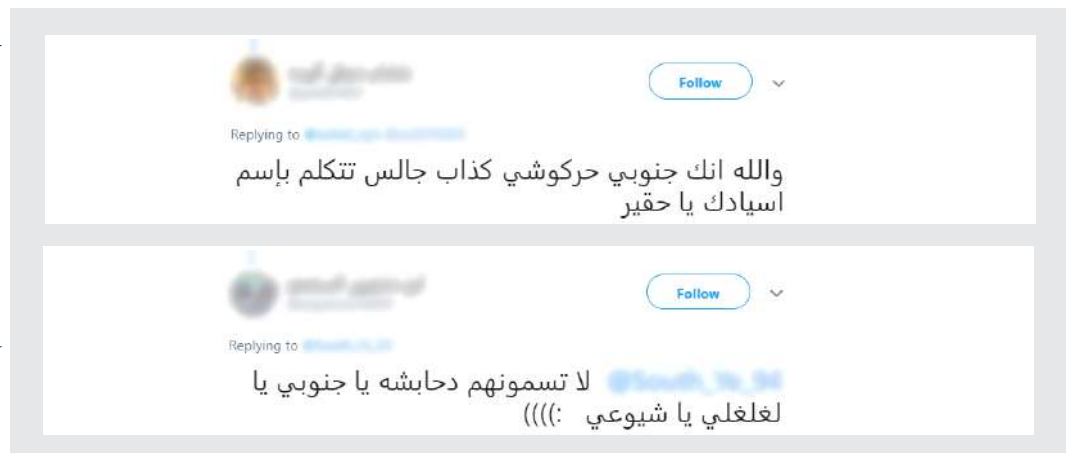 Follow
Replying to
والله انك جنوبي حركوشي كذاب جالس تتكلم بإسم
اسيادك يا حقير
Follow
Replying to
لا تسمونهم دحابشه يا جنوبي يا
لغلغلي يا شيوعي :))))